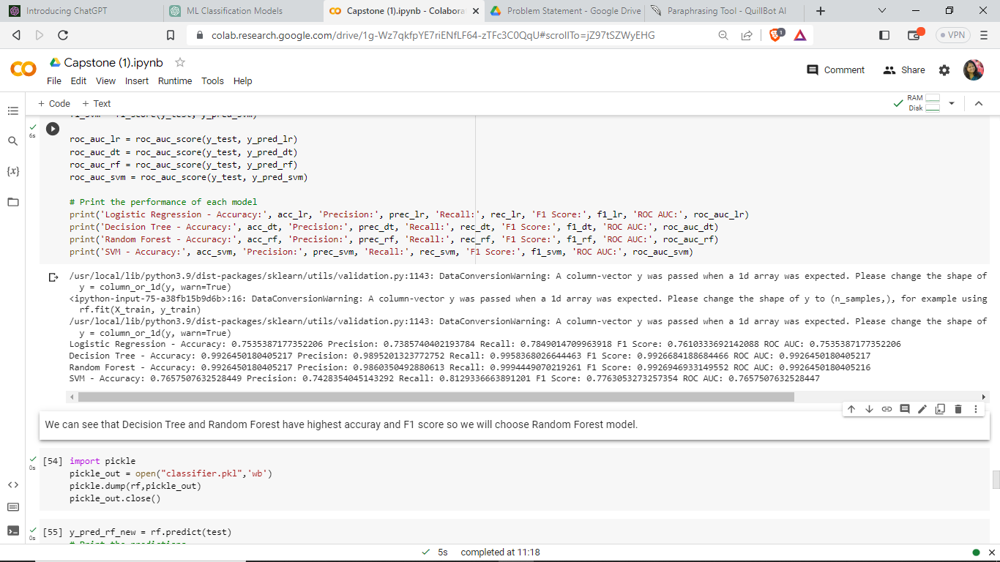 Introducing ChatGPT
ML Classification Models
Capstone (1).ipynb - Colabora
Problem Statement - Google Drive
Paraphrasing Tool - QuillBot AI
colab.research.google.com/drive/1g-Wz7qkfpYE7riENfLF64-zTFc3C0QqU#scrollTo=jZ97tSZWyEHG
1
VPN
Capstone (1).ipynb
File Edit View Insert Runtime Tools Help
Comment
Share
+ Code + Text
RAM
Disk
f1_svm = f1_score(y_test, y_pred_svm)
6s
roc_auc_lr = roc_auc_score(y_test, y_pred_lr)
roc_auc_dt = roc_auc_score(y_test, y_pred_dt)
roc_auc_rf = roc_auc_score(y_test, y_pred_rf)
roc_auc_svm = roc_auc_score(y_test, y_pred_svm)
# Print the performance of each model
print('Logistic Regression - Accuracy:', acc_lr, 'Precision:', prec_lr, 'Recall:', rec_lr, 'F1 Score:', f1_lr, 'ROC AUC:', roc_auc_lr)
print('Decision Tree - Accuracy:', acc_dt, 'Precision:', prec_dt, 'Recall:', rec_dt, 'F1 Score:', f1_dt, 'ROC AUC:', roc_auc_dt)
print('Random Forest - Accuracy:', acc_rf, 'Precision:', prec_rf, 'Recall:', rec_rf, 'F1 Score:', f1_rf, 'ROC AUC:', roc_auc_rf)
print('SVM - Accuracy:', acc_svm, 'Precision:', prec_svm, 'Recall:', rec_svm, 'F1 Score:', f1_svm, 'ROC AUC:', roc_auc_svm)
/usr/local/lib/python3.9/dist-packages/sklearn/utils/validation.py:1143: DataConversionWarning: A column-vector y was passed when a 1d array was expected. Please change the shape of
y = column_or_1d(y, warn=True)
<ipython-input-75-a38fb15b9d6b>:16: DataConversionWarning: A column-vector y was passed when a 1d array was expected. Please change the shape of y to (n_samples,), for example using
rf.fit(X_train, y_train)
/usr/local/lib/python3.9/dist-packages/sklearn/utils/validation.py:1143: DataConversionWarning: A column-vector y was passed when a 1d array was expected. Please change the shape of
y = column_or_1d(y, warn=True)
Logistic Regression - Accuracy: 0.7535387177352206 Precision: 0.7385740402193784 Recall: 0.7849014709963918 F1 Score: 0.7610333692142088 ROC AUC: 0.7535387177352206
Decision Tree - Accuracy: 0.9926450180405217 Precision: 0.9895201323772752 Recall: 0.9958368026644463 F1 Score: 0.9926684188684466 ROC AUC: 0.9926450180405217
Random Forest - Accuracy: 0.9926450180405217 Precision: 0.9860350492880613 Recall: 0.9994449070219261 F1 Score: 0.9926946933149552 ROC AUC: 0.9926450180405216
SVM - Accuracy: 0.7657507632528449 Precision: 0.7428354045143292 Recall: 0.8129336663891201 F1 Score: 0.7763053273257354 ROC AUC: 0.7657507632528447
We can see that Decision Tree and Random Forest have highest accuray and F1 score so we will choose Random Forest model.
0s
[54] import pickle
pickle_out = open("classifier.pkl",'wb')
pickle.dump(rf,pickle_out)
pickle_out.close()
0s
[55] y_pred_rf_new = rf.predict(test)
# Print the predictions
5s completed at 11:18